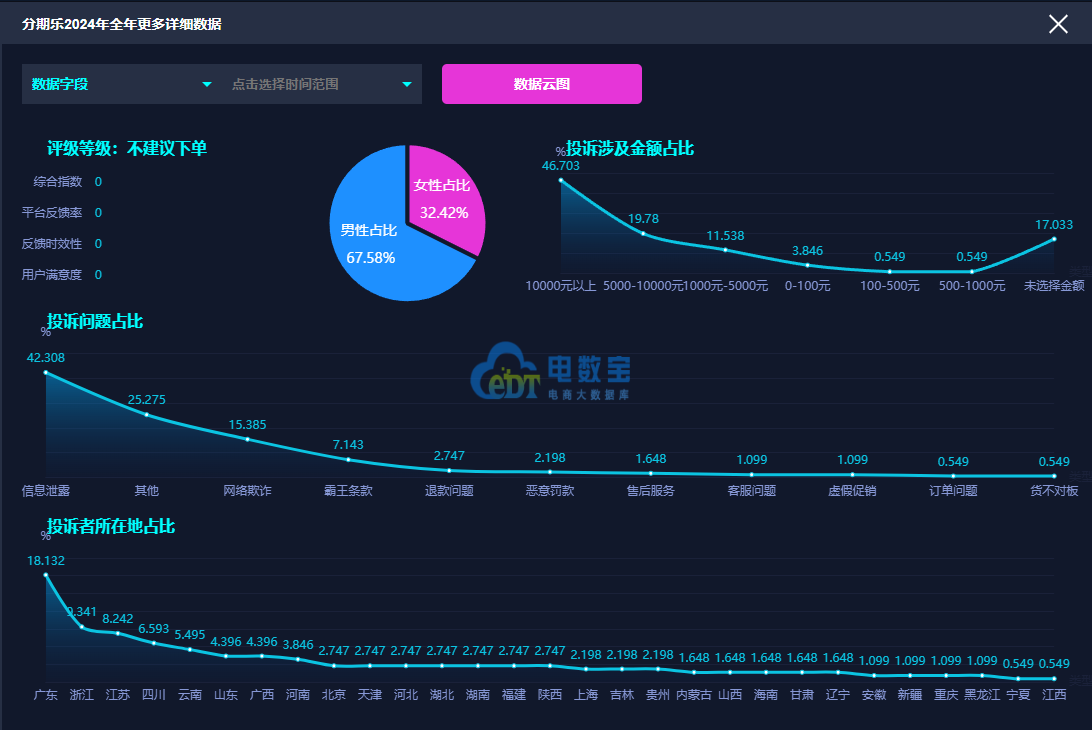 分期乐2024年全年更多详细数据
数据字段 点击选择时间范围 数据云图
评级等级：不建议下单
综合指数 0
平台反馈率 0
反馈时效性 0
用户满意度 0
女性占比
32.42%
男性占比
67.58%
%投诉涉及金额占比
46.703 19.78 11.538 3.846 0.549 0.549 17.033
10000元以上 5000-10000元 1000元-5000元 0-100元 100-500元 500-1000元 未选择金额
投诉问题占比
%
42.308 25.275 15.385 7.143 2.747 2.198 1.648 1.099 1.099 0.549 0.549
信息泄露 其他 网络欺诈 霸王条款 退款问题 恶意罚款 售后服务 客服问题 虚假促销 订单问题 货不对板
eDT 电数宝
电商大数据库
投诉者所在地占比
%
18.132 9.341 8.242 6.593 5.495 4.396 4.396 3.846 2.747 2.747 2.747 2.747 2.747 2.747 2.747 2.198 2.198 2.198 1.648 1.648 1.648 1.648 1.648 1.099 1.099 1.099 1.099 0.549 0.549
广东 浙江 江苏 四川 云南 山东 广西 河南 北京 天津 河北 湖北 湖南 福建 陕西 上海 吉林 贵州 内蒙古 山西 海南 甘肃 辽宁 安徽 新疆 重庆 黑龙江 宁夏 江西